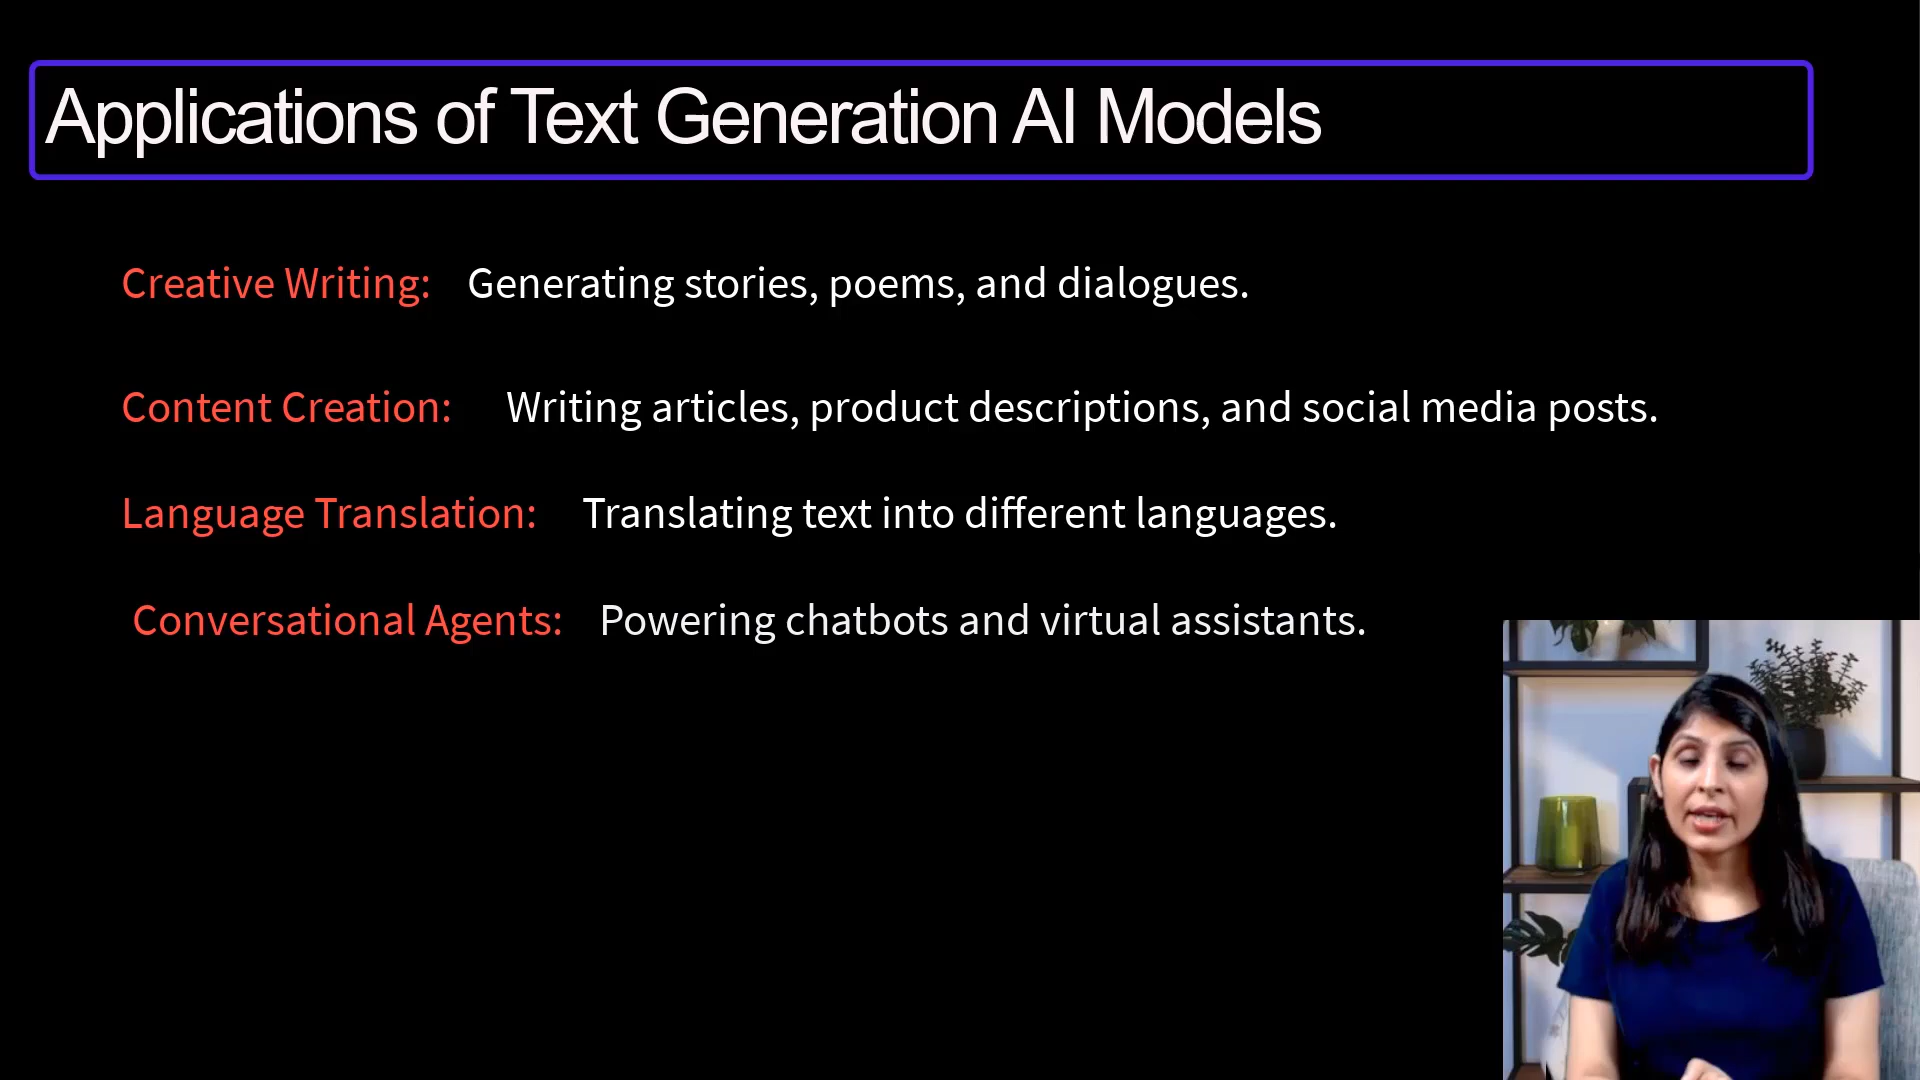 Applications of Text Generation AI Models
Creative Writing: Generating stories, poems, and dialogues.
Content Creation: Writing articles, product descriptions, and social media posts.
Language Translation: Translating text into different languages.
Conversational Agents: Powering chatbots and virtual assistants.